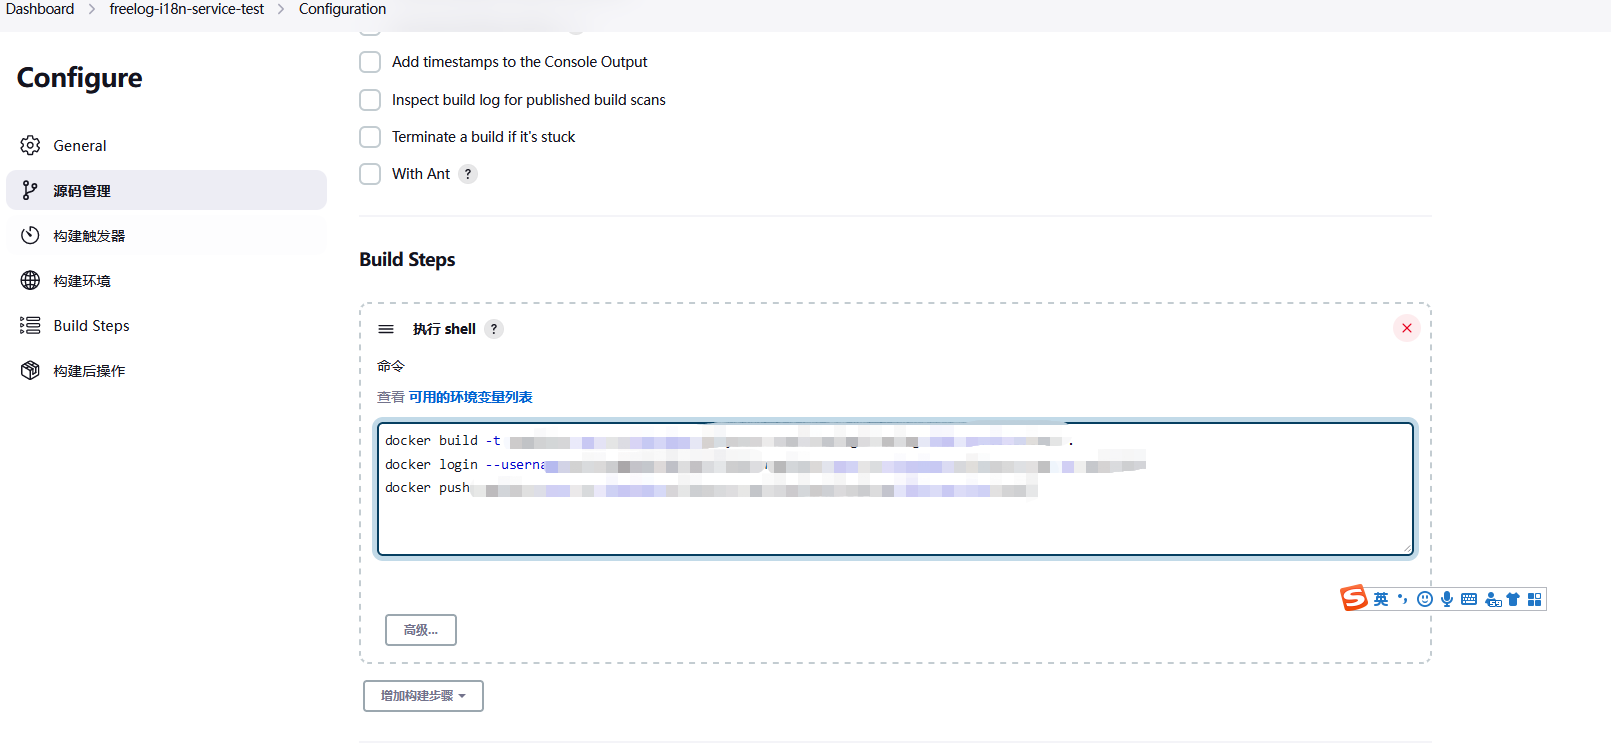 Dashboard > freelog-i18n-service-test > Configuration
Configure
General
源码管理
构建触发器
构建环境
Build Steps
构建后操作
Add timestamps to the Console Output
Inspect build log for published build scans
Terminate a build if it's stuck
With Ant ?
Build Steps
执行 shell ?
命令
查看 可用的环境变量列表
docker build -t .
docker login
docker push
英
高级...
增加构建步骤